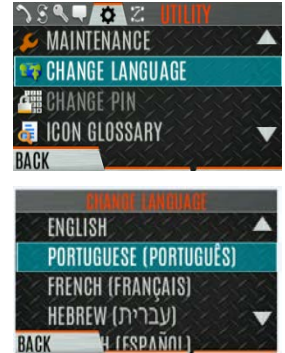 UTILITY
MAINTENANCE
CHANGE LANGUAGE
CHANGE PIN
ICON GLOSSARY
BACK
CHANGE LANGUAGE
ENGLISH
PORTUGUESE (PORTUGUÊS)
FRENCH (FRANÇAIS)
HEBREW (עברית)
BACK H (ESPAÑOL)